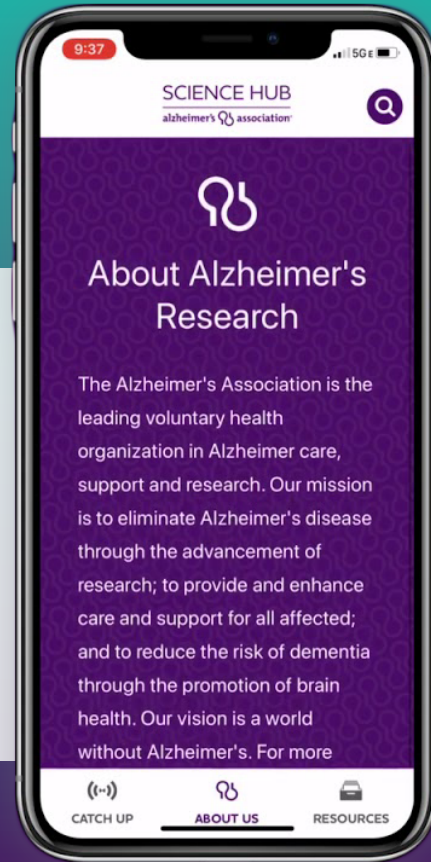 9:37
5GE
SCIENCE HUB
alzheimer's association
About Alzheimer's
Research
The Alzheimer's Association is the
leading voluntary health
organization in Alzheimer care,
support and research. Our mission
is to eliminate Alzheimer's disease
through the advancement of
research; to provide and enhance
care and support for all affected;
and to reduce the risk of dementia
through the promotion of brain
health. Our vision is a world
without Alzheimer's. For more
CATCH UP
ABOUT US
RESOURCES